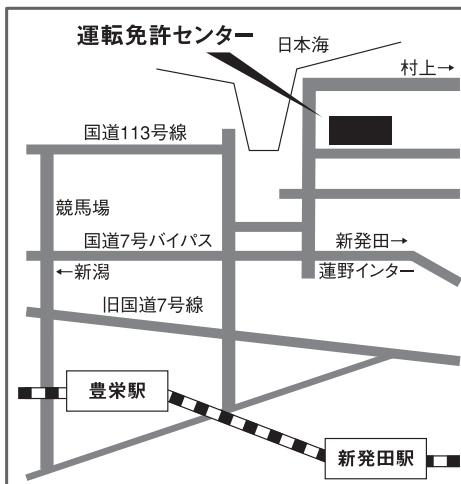 運転免許センター
日本海
村上→
国道113号線
競馬場
国道7号バイパス
新発田→
←新潟
蓮野インター
旧国道7号線
豊栄駅
新発田駅